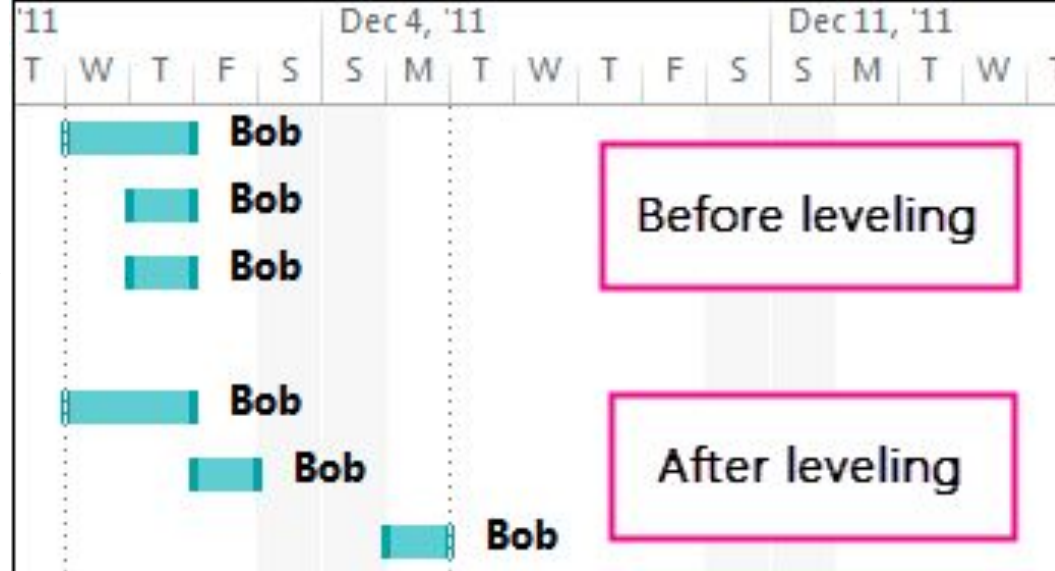 '11 Dec 4, '11 Dec 11, '11
T W T F S S M T W T F S S M T W T
Bob
Bob
Before leveling
Bob
Bob
After leveling
Bob
Bob